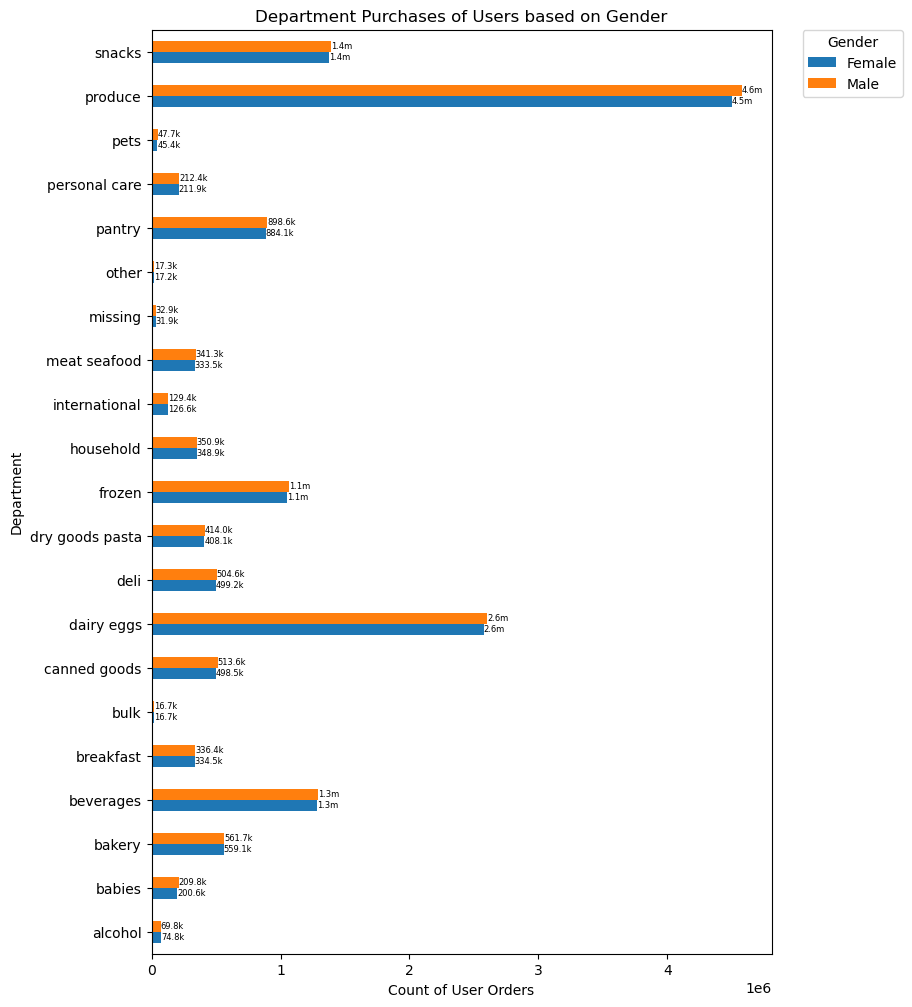 Department Purchases of Users based on Gender
Gender
Female
Male
Department
snacks
1.4m
1.4m
produce
4.6m
4.5m
pets
47.7k
45.4k
personal care
212.4k
211.9k
pantry
898.6k
884.1k
other
17.3k
17.2k
missing
32.9k
31.9k
meat seafood
341.3k
333.5k
international
129.4k
126.6k
household
350.9k
348.9k
frozen
1.1m
1.1m
dry goods pasta
414.0k
408.1k
deli
504.6k
499.2k
dairy eggs
2.6m
2.6m
canned goods
513.6k
498.5k
bulk
16.7k
16.7k
breakfast
336.4k
334.5k
beverages
1.3m
1.3m
bakery
561.7k
559.1k
babies
209.8k
200.6k
alcohol
69.8k
74.8k
0 1 2 3 4
1e6
Count of User Orders